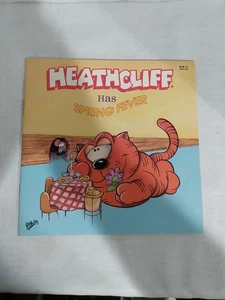 HEATHCLIFF
Has
SPRING FEVER